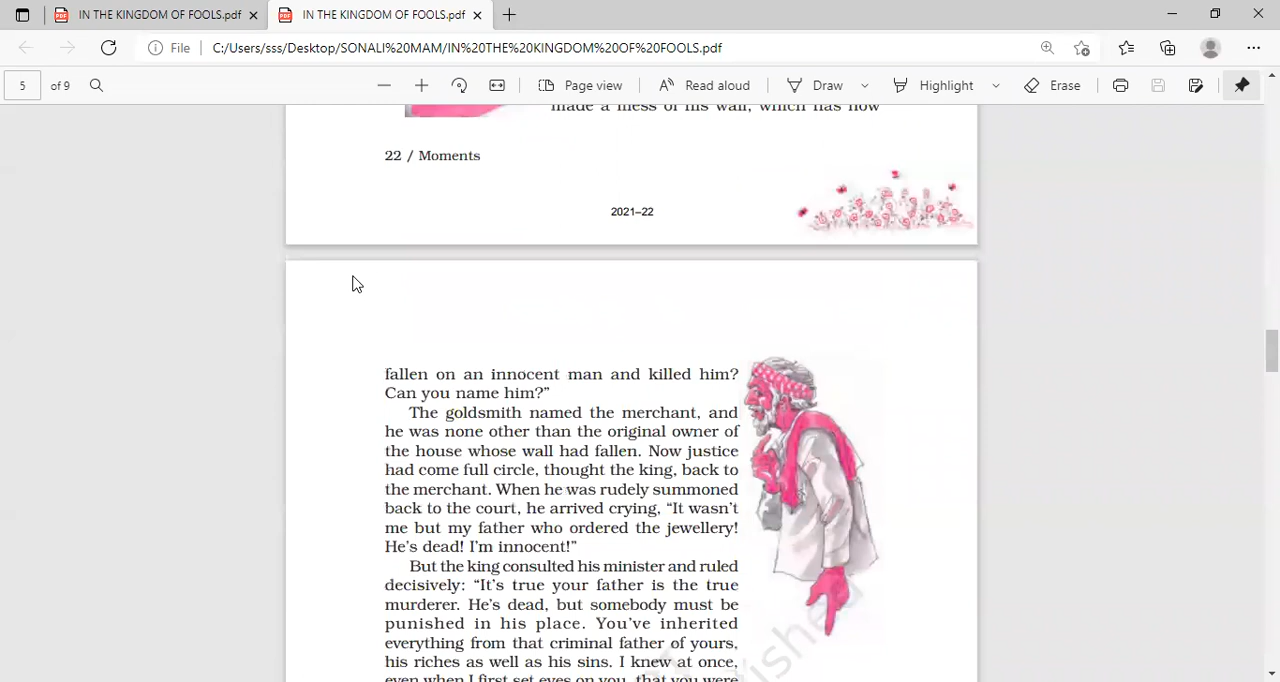 IN THE KINGDOM OF FOOLS.pdf
IN THE KINGDOM OF FOOLS.pdf
File
C:/Users/sss/Desktop/SONALI%20MAM/IN%20THE%20KINGDOM%20OF%20FOOLS.pdf
5 of 9
Page view
Read aloud
Draw
Highlight
Erase
made a mess of his wall, which has now
22 / Moments
2021–22
fallen on an innocent man and killed him?
Can you name him?”
The goldsmith named the merchant, and
he was none other than the original owner of
the house whose wall had fallen. Now justice
had come full circle, thought the king, back to
the merchant. When he was rudely summoned
back to the court, he arrived crying, “It wasn’t
me but my father who ordered the jewellery!
He’s dead! I’m innocent!”
But the king consulted his minister and ruled
decisively: “It’s true your father is the true
murderer. He’s dead, but somebody must be
punished in his place. You’ve inherited
everything from that criminal father of yours,
his riches as well as his sins. I knew at once,
even when I first set eyes on you, that you were